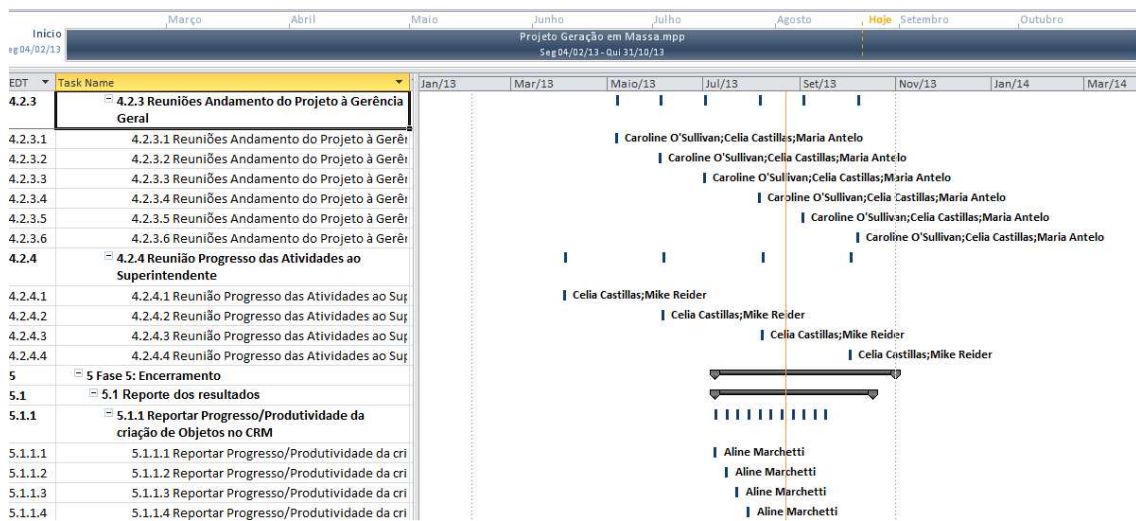 Março Abril Maio Junho Julho Agosto Hoje Setembro Outubro
Início
Seg 04/02/13
Projeto Geração em Massa.mpp
Seg 04/02/13 - Qui 31/10/13
EDT Task Name Jan/13 Mar/13 Maio/13 Jul/13 Set/13 Nov/13 Jan/14 Mar/14
4.2.3 4.2.3 Reuniões Andamento do Projeto à Gerência
Geral
4.2.3.1 4.2.3.1 Reuniões Andamento do Projeto à Gerêr Caroline O'Sullivan;Celia Castillas;Maria Antelo
4.2.3.2 4.2.3.2 Reuniões Andamento do Projeto à Gerêr Caroline O'Sullivan;Celia Castillas;Maria Antelo
4.2.3.3 4.2.3.3 Reuniões Andamento do Projeto à Gerêr Caroline O'Sullivan;Celia Castillas;Maria Antelo
4.2.3.4 4.2.3.4 Reuniões Andamento do Projeto à Gerêr Caroline O'Sullivan;Celia Castillas;Maria Antelo
4.2.3.5 4.2.3.5 Reuniões Andamento do Projeto à Gerêr Caroline O'Sullivan;Celia Castillas;Maria Antelo
4.2.3.6 4.2.3.6 Reuniões Andamento do Projeto à Gerêr Caroline O'Sullivan;Celia Castillas;Maria Antelo
4.2.4 4.2.4 Reunião Progresso das Atividades ao
Superintendente
4.2.4.1 4.2.4.1 Reunião Progresso das Atividades ao Sup Celia Castillas;Mike Reider
4.2.4.2 4.2.4.2 Reunião Progresso das Atividades ao Sup Celia Castillas;Mike Reider
4.2.4.3 4.2.4.3 Reunião Progresso das Atividades ao Sup Celia Castillas;Mike Reider
4.2.4.4 4.2.4.4 Reunião Progresso das Atividades ao Sup Celia Castillas;Mike Reider
5 5 Fase 5: Encerramento
5.1 5.1 Reporte dos resultados
5.1.1 5.1.1 Reportar Progresso/Produtividade da
criação de Objetos no CRM
5.1.1.1 5.1.1.1 Reportar Progresso/Produtividade da cri Aline Marchetti
5.1.1.2 5.1.1.2 Reportar Progresso/Produtividade da cri Aline Marchetti
5.1.1.3 5.1.1.3 Reportar Progresso/Produtividade da cri Aline Marchetti
5.1.1.4 5.1.1.4 Reportar Progresso/Produtividade da cri Aline Marchetti